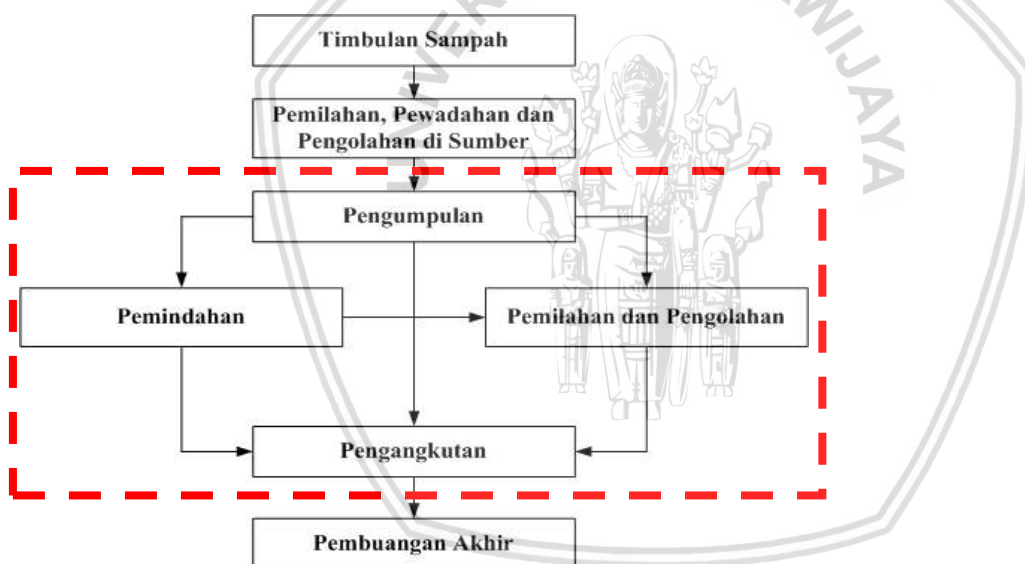 Timbulan Sampah
Pemilahan, Pewadahan dan
Pengolahan di Sumber
Pengumpulan
Pemindahan
Pemilahan dan Pengolahan
Pengangkutan
Pembuangan Akhir